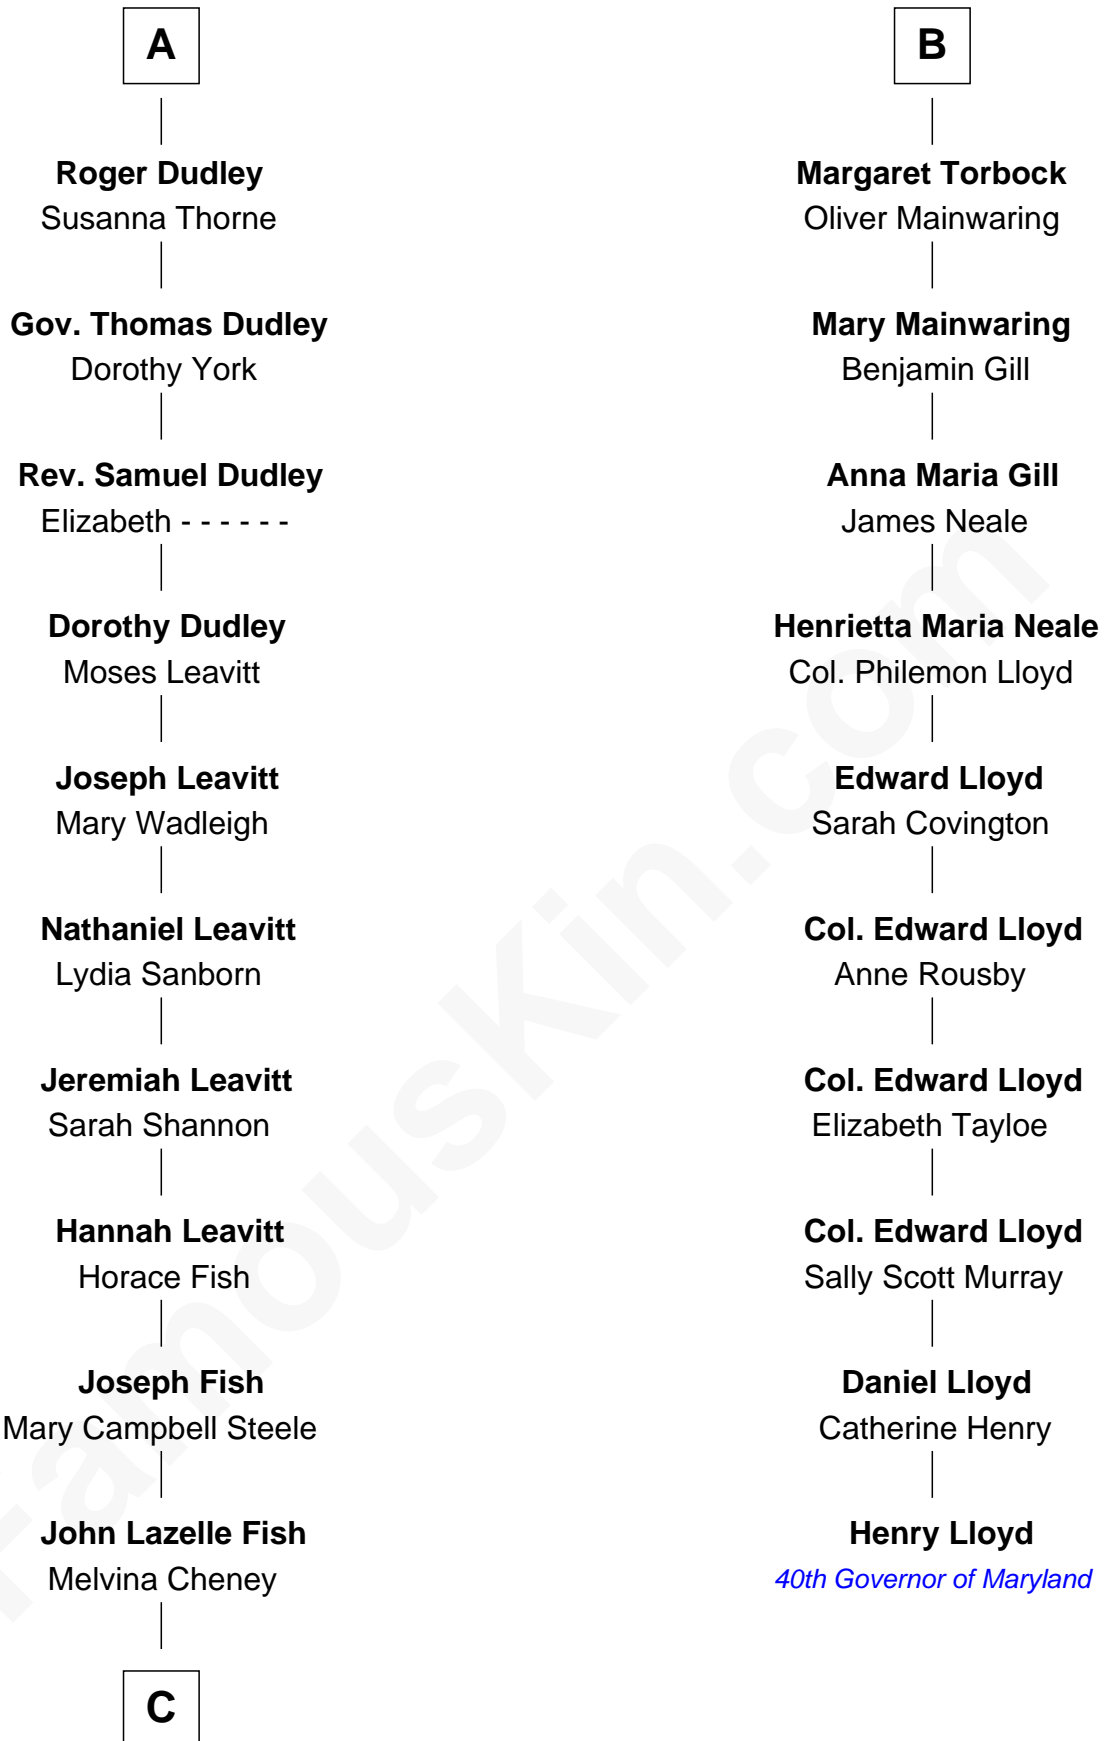 A
Roger Dudley
Susanna Thorne
Gov. Thomas Dudley
Dorothy York
Rev. Samuel Dudley
Elizabeth - - - - - -
Dorothy Dudley
Moses Leavitt
Joseph Leavitt
Mary Wadleigh
Nathaniel Leavitt
Lydia Sanborn
Jeremiah Leavitt
Sarah Shannon
Hannah Leavitt
Horace Fish
Joseph Fish
Mary Campbell Steele
John Lazelle Fish
Melvina Cheney
C
B
Margaret Torbock
Oliver Mainwaring
Mary Mainwaring
Benjamin Gill
Anna Maria Gill
James Neale
Henrietta Maria Neale
Col. Philemon Lloyd
Edward Lloyd
Sarah Covington
Col. Edward Lloyd
Anne Rousby
Col. Edward Lloyd
Elizabeth Tayloe
Col. Edward Lloyd
Sally Scott Murray
Daniel Lloyd
Catherine Henry
Henry Lloyd
40th Governor of Maryland
FamousKin.com